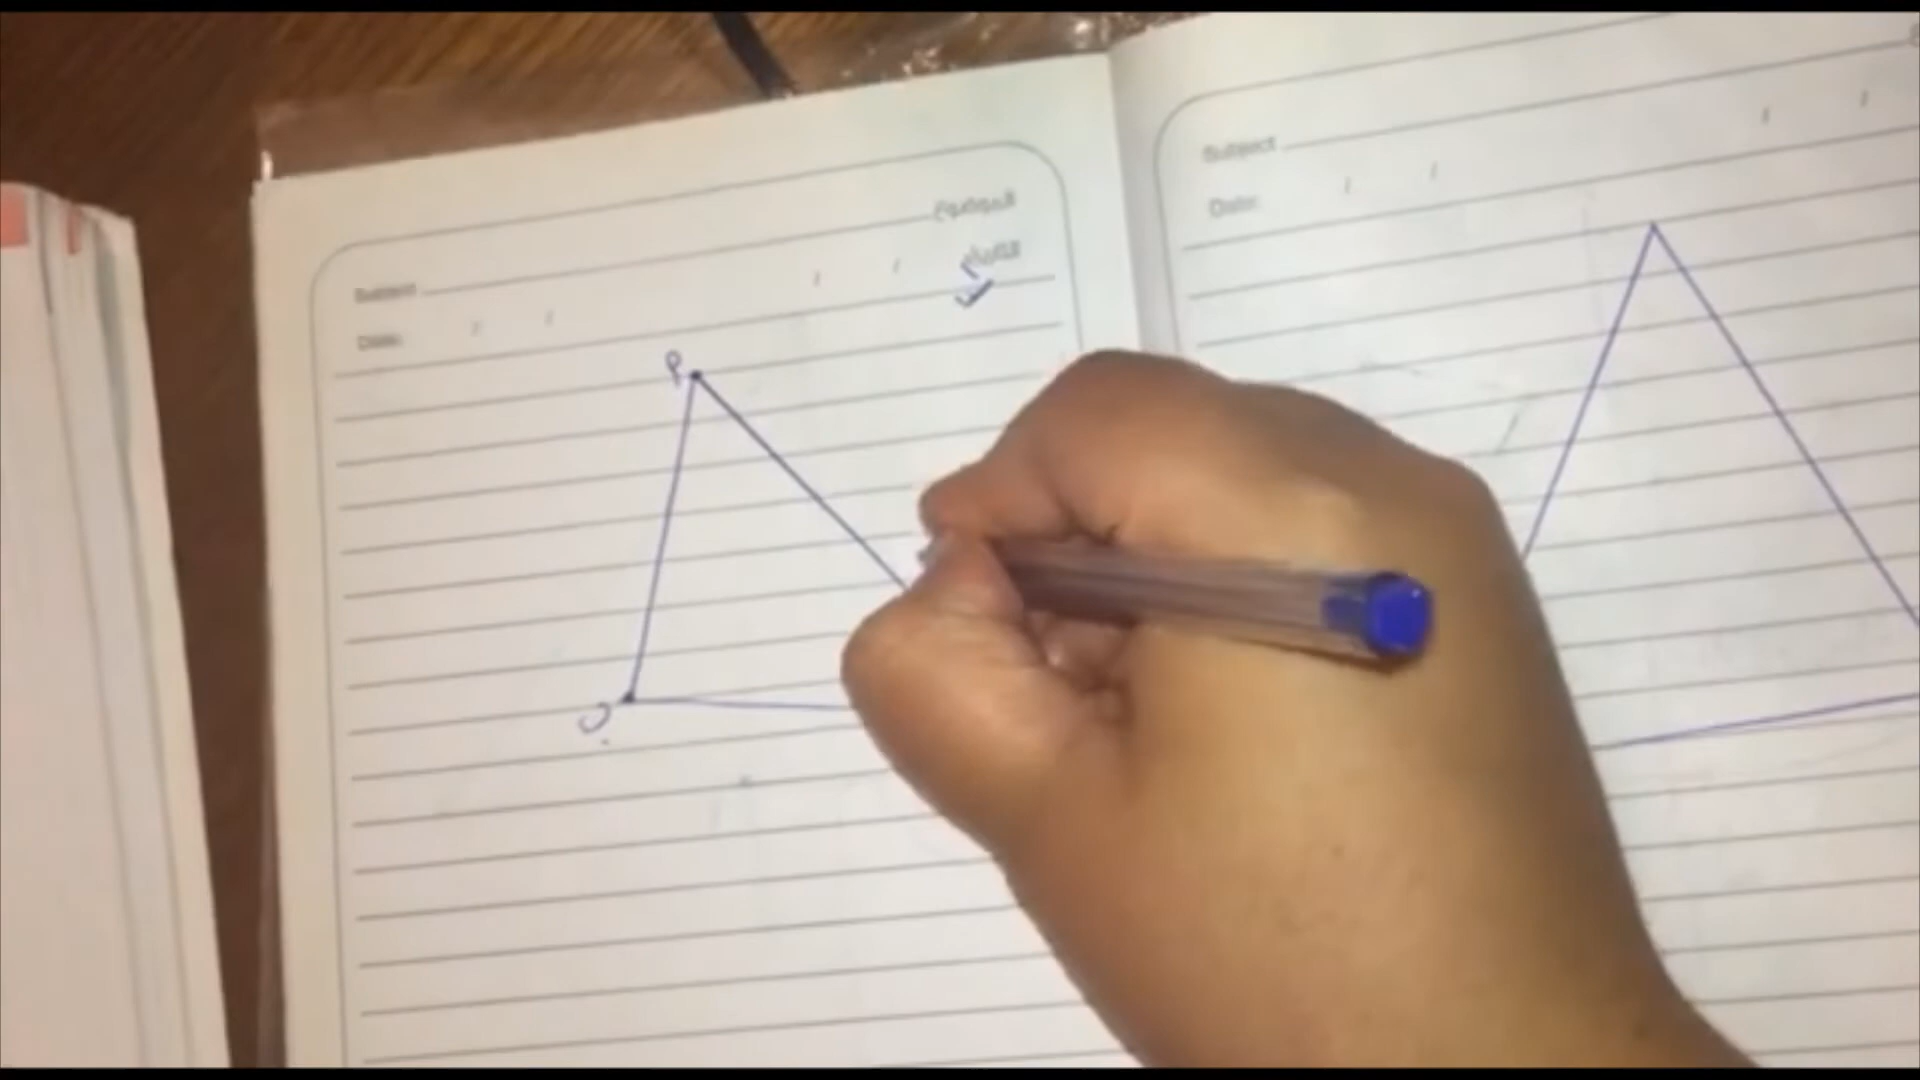 الموضوع
Subject
التاريخ / /
Date: / /
م
ب
Subject
Date: / /
/ /